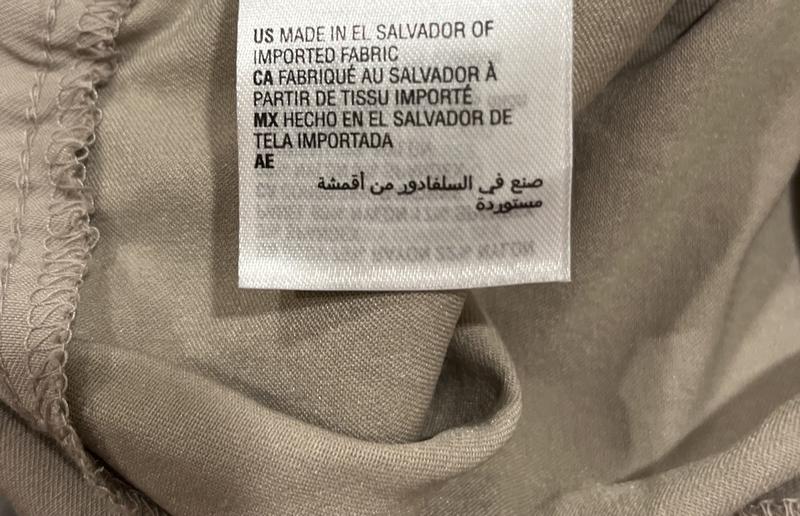 US MADE IN EL SALVADOR OF
IMPORTED FABRIC
CA FABRIQUÉ AU SALVADOR À
PARTIR DE TISSU IMPORTÉ
MX HECHO EN EL SALVADOR DE
TELA IMPORTADA
AE
صنع في السلفادور من أقمشة
مستوردة